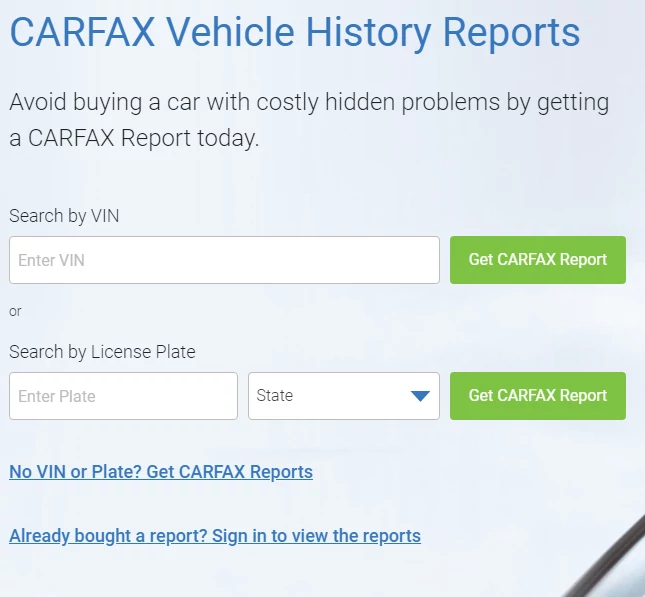 CARFAX Vehicle History Reports
Avoid buying a car with costly hidden problems by getting
a CARFAX Report today.
Search by VIN
Enter VIN
Get CARFAX Report
or
Search by License Plate
Enter Plate
State
Get CARFAX Report
No VIN or Plate? Get CARFAX Reports
Already bought a report? Sign in to view the reports